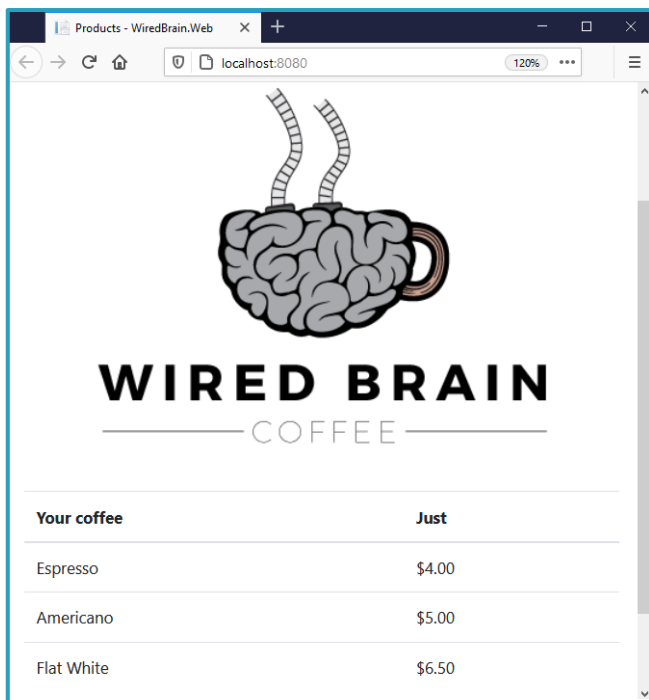 Products - WiredBrain.Web
localhost:8080
120%
WIRED BRAIN
COFFEE
Your coffee Just
Espresso $4.00
Americano $5.00
Flat White $6.50